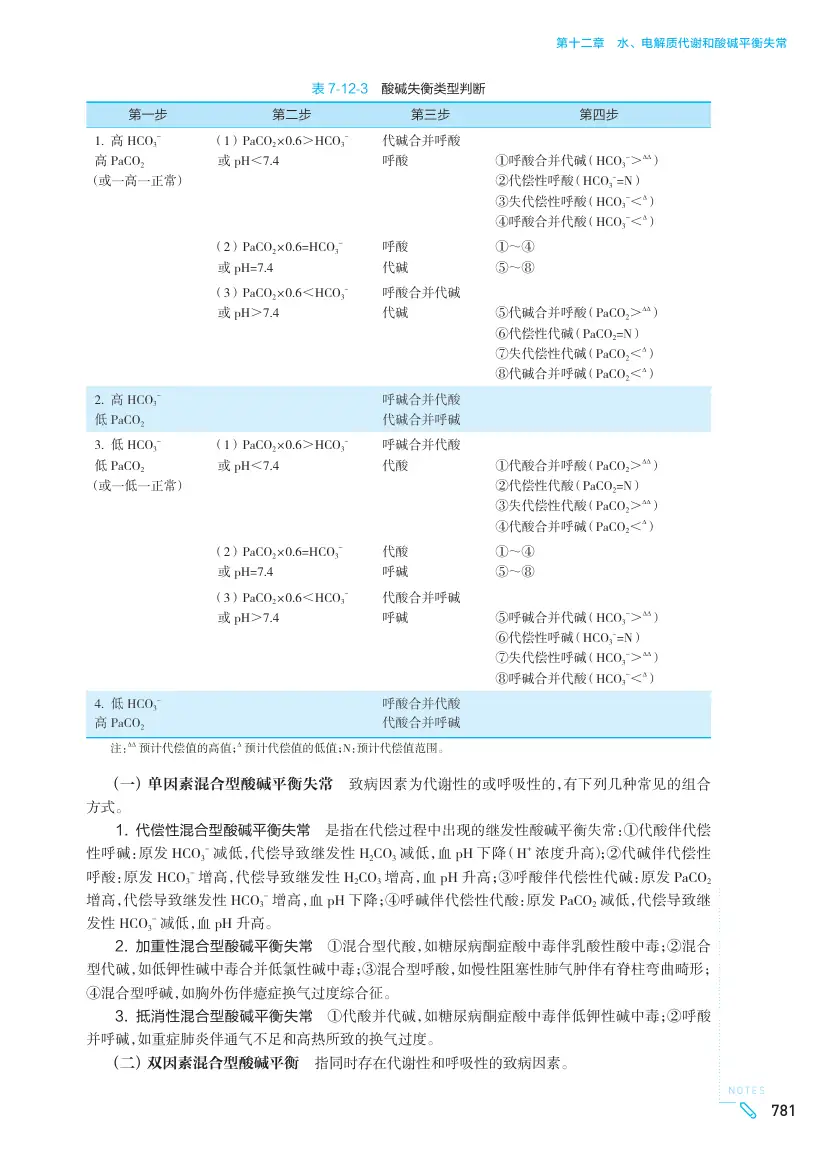 第十二章 水、电解质代谢和酸碱平衡失常
表 7-12-3 酸碱失衡类型判断
第一步 第二步 第三步 第四步
1. 高 HCO₃⁻ （1）PaCO₂×0.6＞HCO₃⁻ 代碱合并呼酸
高 PaCO₂ 或 pH＜7.4 呼酸 ①呼酸合并代碱（HCO₃⁻＞ᐞᐞ）
（或一高一正常） ②代偿性呼酸（HCO₃⁻=N）
③失代偿性呼酸（HCO₃⁻＜ᐞ）
④呼酸合并代酸（HCO₃⁻＜ᐞ）
（2）PaCO₂×0.6=HCO₃⁻ 呼酸 ①～④
或 pH=7.4 代碱 ⑤～⑧
（3）PaCO₂×0.6＜HCO₃⁻ 呼酸合并代碱
或 pH＞7.4 代碱 ⑤代碱合并呼酸（PaCO₂＞ᐞᐞ）
⑥代偿性代碱（PaCO₂=N）
⑦失代偿性代碱（PaCO₂＜ᐞ）
⑧代碱合并呼碱（PaCO₂＜ᐞ）
2. 高 HCO₃⁻ 呼碱合并代酸
低 PaCO₂ 代碱合并呼碱
3. 低 HCO₃⁻ （1）PaCO₂×0.6＞HCO₃⁻ 呼碱合并代酸
低 PaCO₂ 或 pH＜7.4 代酸 ①代酸合并呼酸（PaCO₂＞ᐞᐞ）
（或一低一正常） ②代偿性代酸（PaCO₂=N）
③失代偿性代酸（PaCO₂＞ᐞᐞ）
④代酸合并呼碱（PaCO₂＜ᐞ）
（2）PaCO₂×0.6=HCO₃⁻ 代酸 ①～④
或 pH=7.4 呼碱 ⑤～⑧
（3）PaCO₂×0.6＜HCO₃⁻ 代酸合并呼碱
或 pH＞7.4 呼碱 ⑤呼碱合并代碱（HCO₃⁻＞ᐞᐞ）
⑥代偿性呼碱（HCO₃⁻=N）
⑦失代偿性呼碱（HCO₃⁻＞ᐞᐞ）
⑧呼碱合并代酸（HCO₃⁻＜ᐞ）
4. 低 HCO₃⁻ 呼酸合并代酸
高 PaCO₂ 代酸合并呼碱
注：ᐞᐞ 预计代偿值的高值；ᐞ 预计代偿值的低值；N：预计代偿值范围。
（一）单因素混合型酸碱平衡失常 致病因素为代谢性的或呼吸性的，有下列几种常见的组合
方式。
1. 代偿性混合型酸碱平衡失常 是指在代偿过程中出现的继发性酸碱平衡失常：①代酸伴代偿
性呼碱：原发 HCO₃⁻ 减低，代偿导致继发性 H₂CO₃ 减低，血 pH 下降（H⁺ 浓度升高）；②代碱伴代偿性
呼酸：原发 HCO₃⁻ 增高，代偿导致继发性 H₂CO₃ 增高，血 pH 升高；③呼酸伴代偿性代碱：原发 PaCO₂
增高，代偿导致继发性 HCO₃⁻ 增高，血 pH 下降；④呼碱伴代偿性代酸：原发 PaCO₂ 减低，代偿导致继
发性 HCO₃⁻ 减低，血 pH 升高。
2. 加重性混合型酸碱平衡失常 ①混合型代酸，如糖尿病酮症酸中毒伴乳酸性酸中毒；②混合
型代碱，如低钾性碱中毒合并低氯性碱中毒；③混合型呼酸，如慢性阻塞性肺气肿伴有脊柱弯曲畸形；
④混合型呼碱，如胸外伤伴癔症换气过度综合征。
3. 抵消性混合型酸碱平衡失常 ①代酸并代碱，如糖尿病酮症酸中毒伴低钾性碱中毒；②呼酸
并呼碱，如重症肺炎伴通气不足和高热所致的换气过度。
（二）双因素混合型酸碱平衡 指同时存在代谢性和呼吸性的致病因素。
NOTES
781